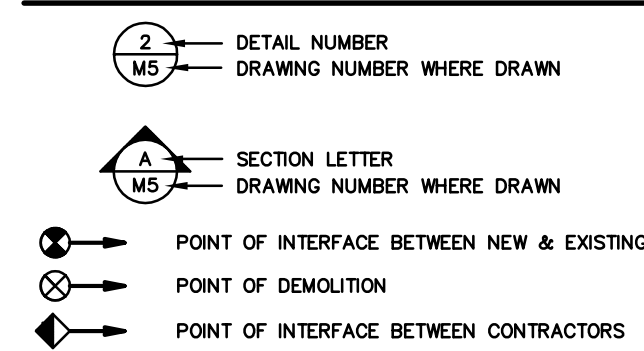 2 DETAIL NUMBER
M5 DRAWING NUMBER WHERE DRAWN
A SECTION LETTER
M5 DRAWING NUMBER WHERE DRAWN
POINT OF INTERFACE BETWEEN NEW & EXISTING
POINT OF DEMOLITION
POINT OF INTERFACE BETWEEN CONTRACTORS